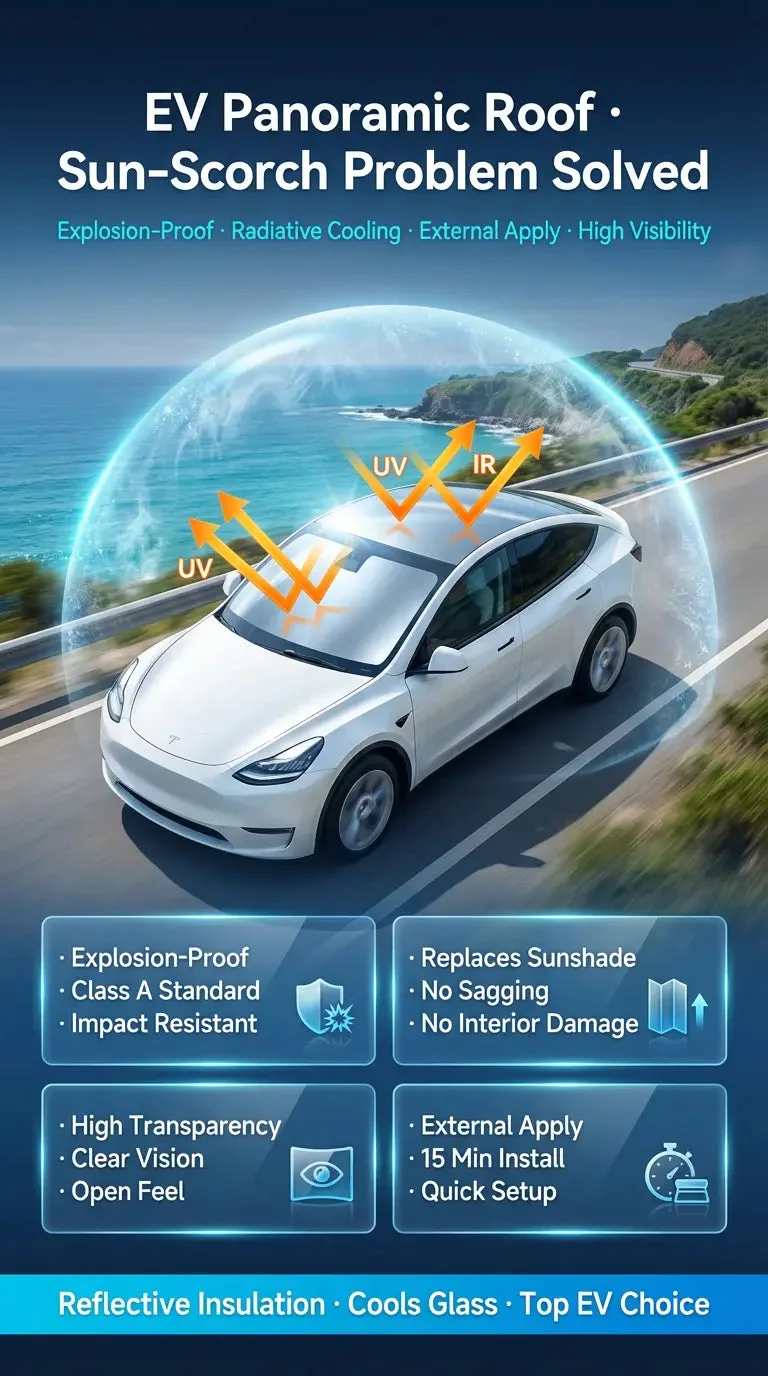 EV Panoramic Roof ·
Sun-Scorch Problem Solved
Explosion-Proof · Radiative Cooling · External Apply · High Visibility
UV
IR
UV
· Explosion-Proof
· Class A Standard
· Impact Resistant
· Replaces Sunshade
· No Sagging
· No Interior Damage
· High Transparency
· Clear Vision
· Open Feel
· External Apply
· 15 Min Install
· Quick Setup
Reflective Insulation · Cools Glass · Top EV Choice